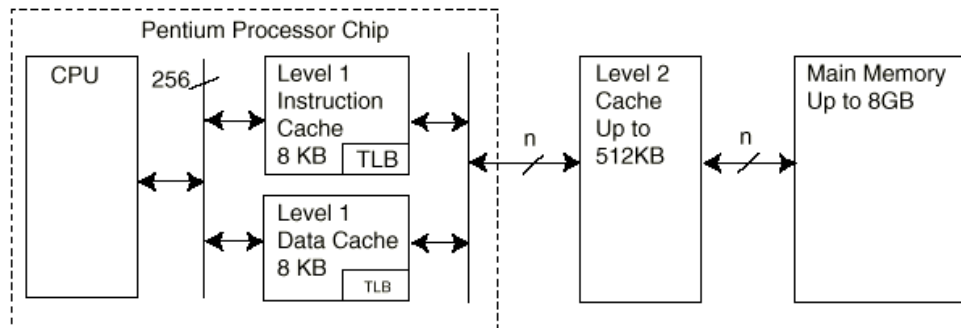 Pentium Processor Chip
CPU
256
Level 1
Instruction
Cache
8 KB
TLB
Level 1
Data Cache
8 KB
TLB
n
Level 2
Cache
Up to
512KB
n
Main Memory
Up to 8GB